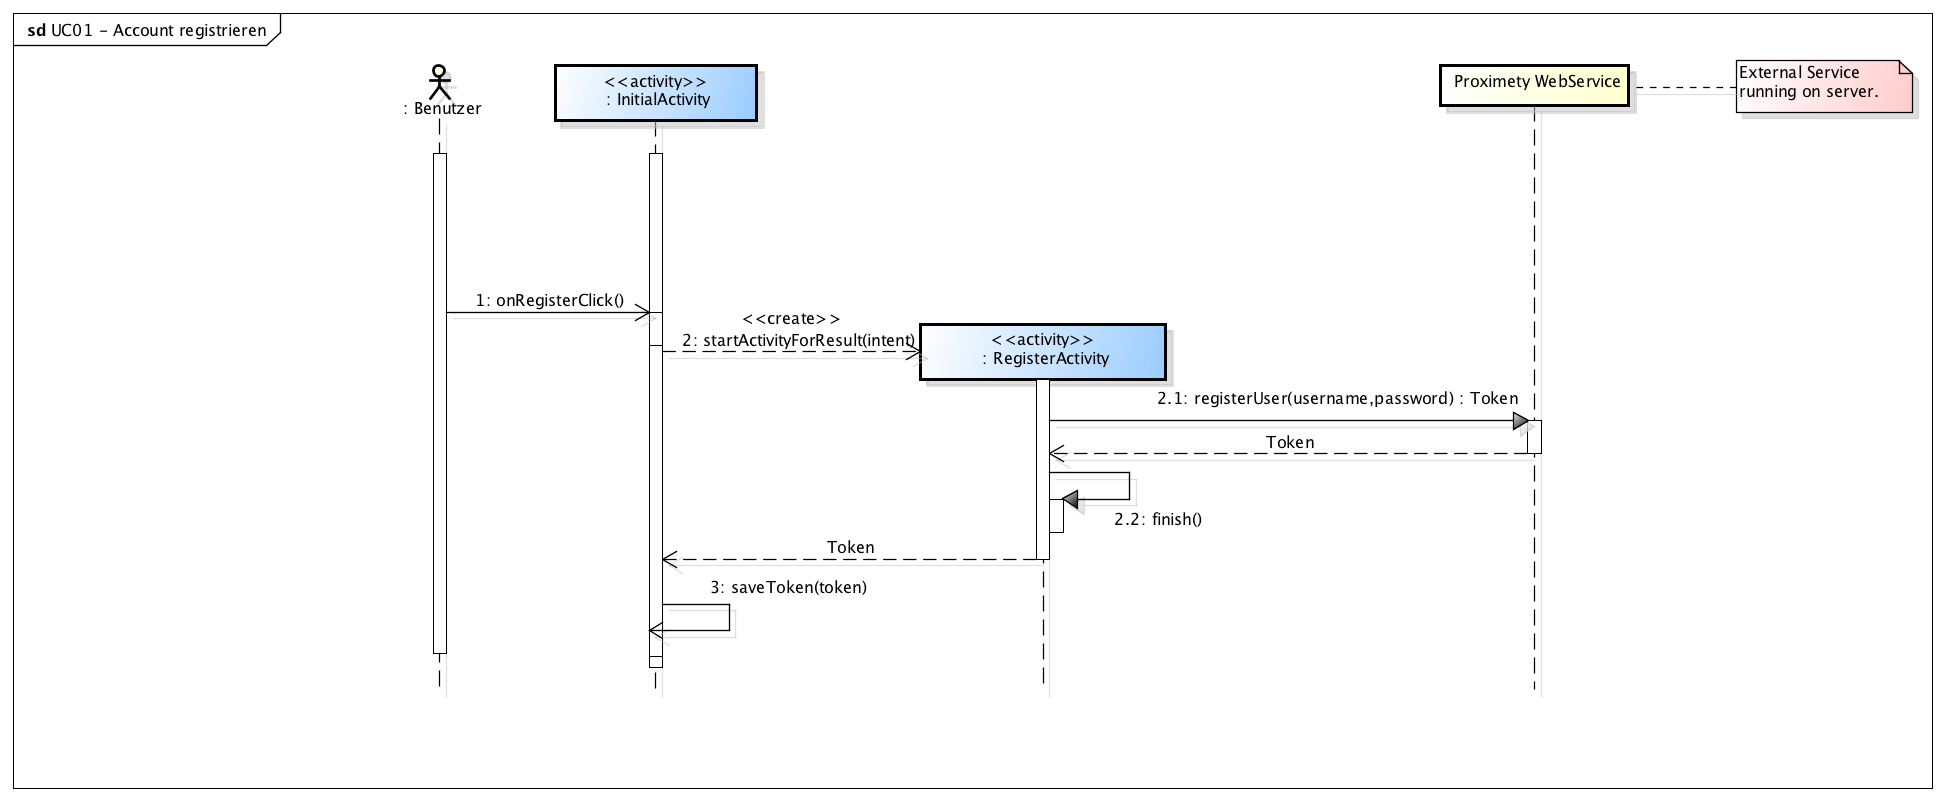 sd UC01 - Account registrieren
: Benutzer
<<activity>>
: InitialActivity
Proximety WebService
External Service
running on server.
1: onRegisterClick()
<<create>>
2: startActivityForResult(intent)
<<activity>>
: RegisterActivity
2.1: registerUser(username,password) : Token
Token
2.2: finish()
Token
3: saveToken(token)